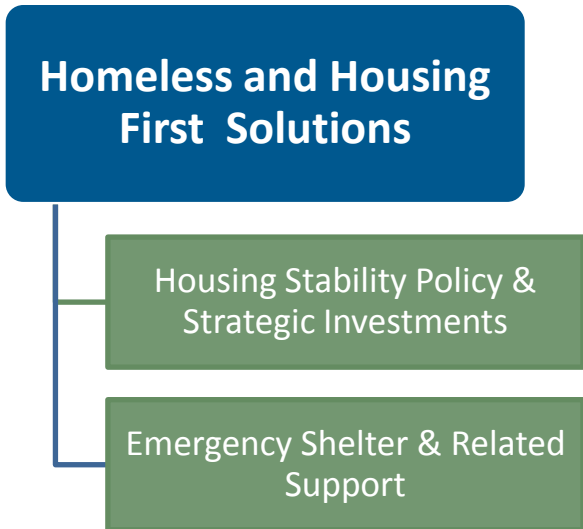 Homeless and Housing
First Solutions
Housing Stability Policy &
Strategic Investments
Emergency Shelter & Related
Support